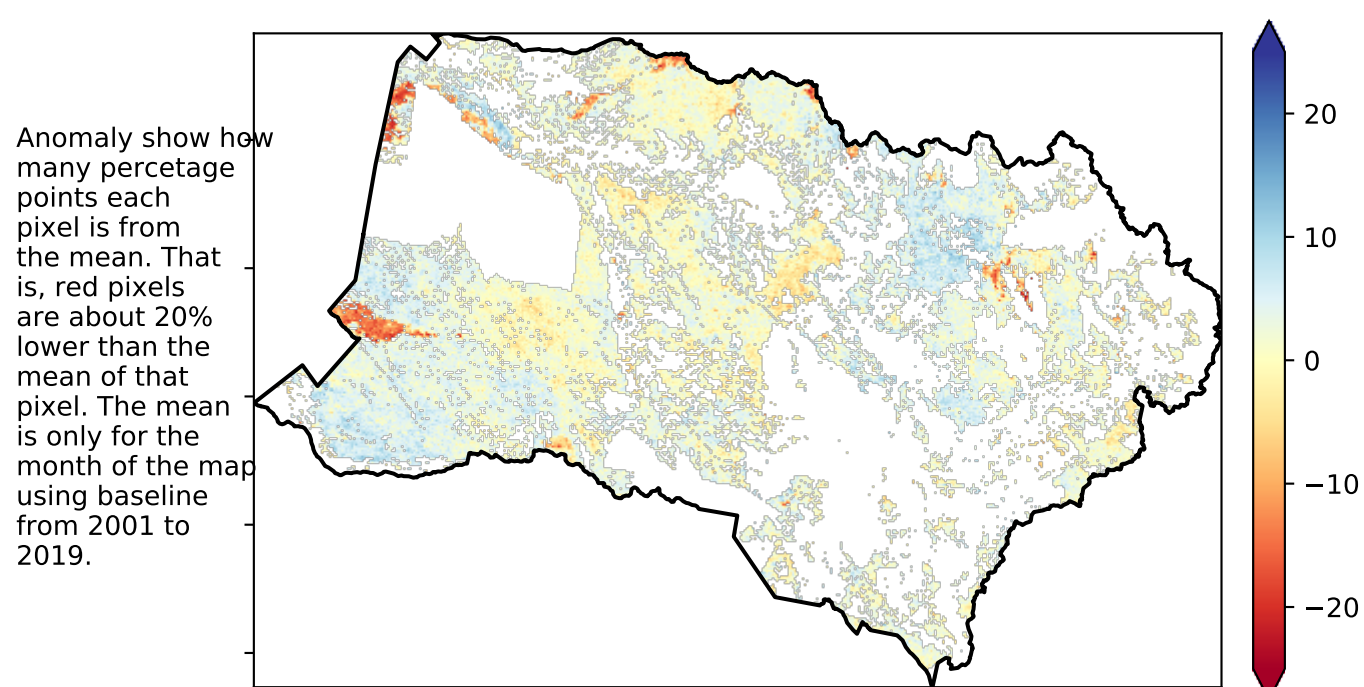 Anomaly show how
many percetage
points each
pixel is from
the mean. That
is, red pixels
are about 20%
lower than the
mean of that
pixel. The mean
is only for the
month of the map
using baseline
from 2001 to
2019.
20
10
0
−10
−20